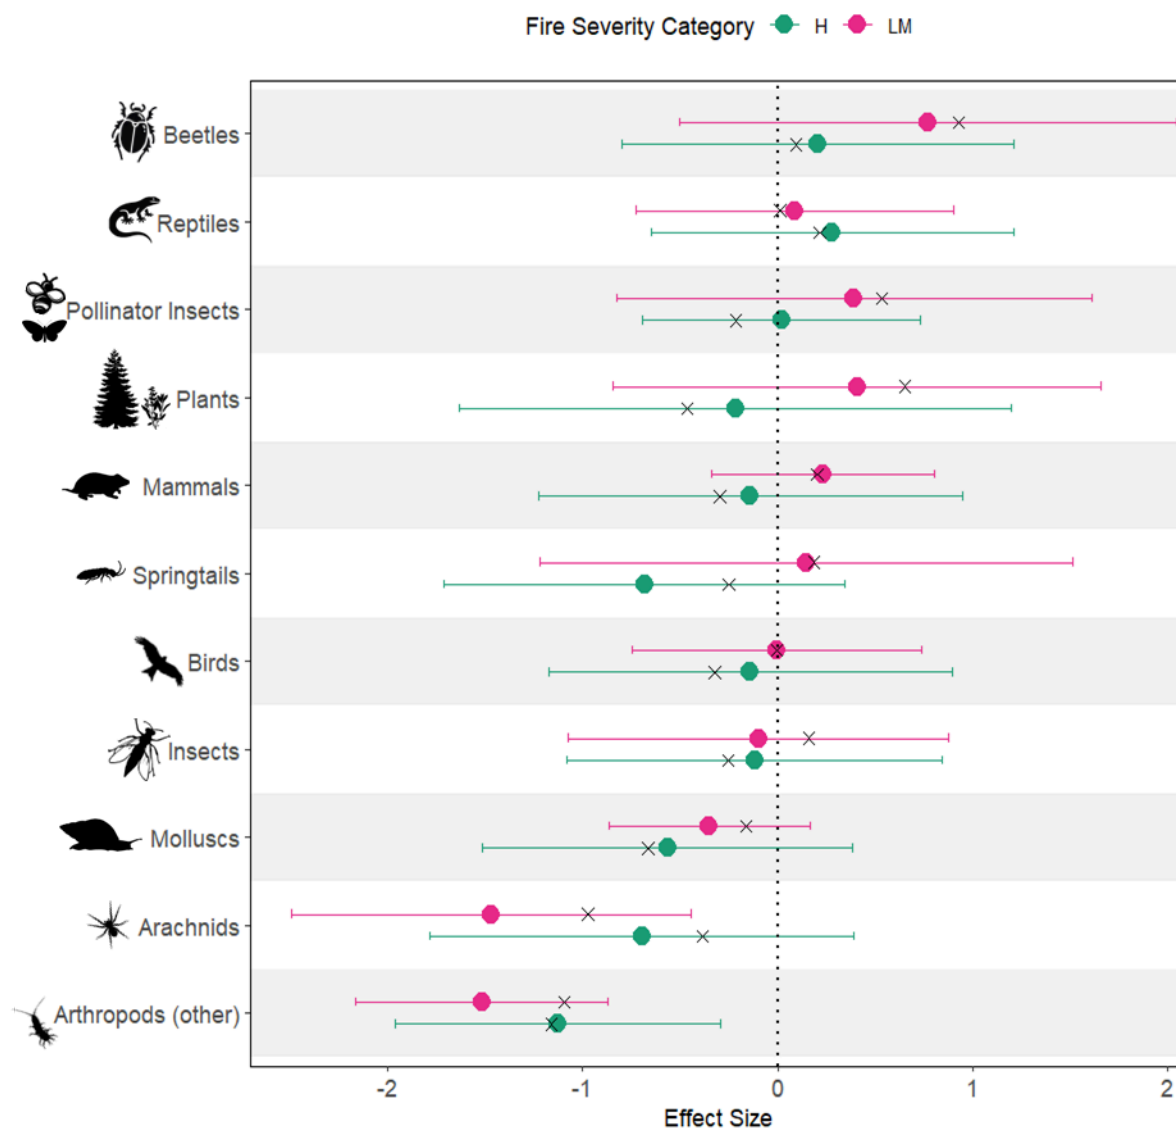 Fire Severity Category H LM
Beetles
Reptiles
Pollinator Insects
Plants
Mammals
Springtails
Birds
Insects
Molluscs
Arachnids
Arthropods (other)
-2 -1 0 1 2
Effect Size